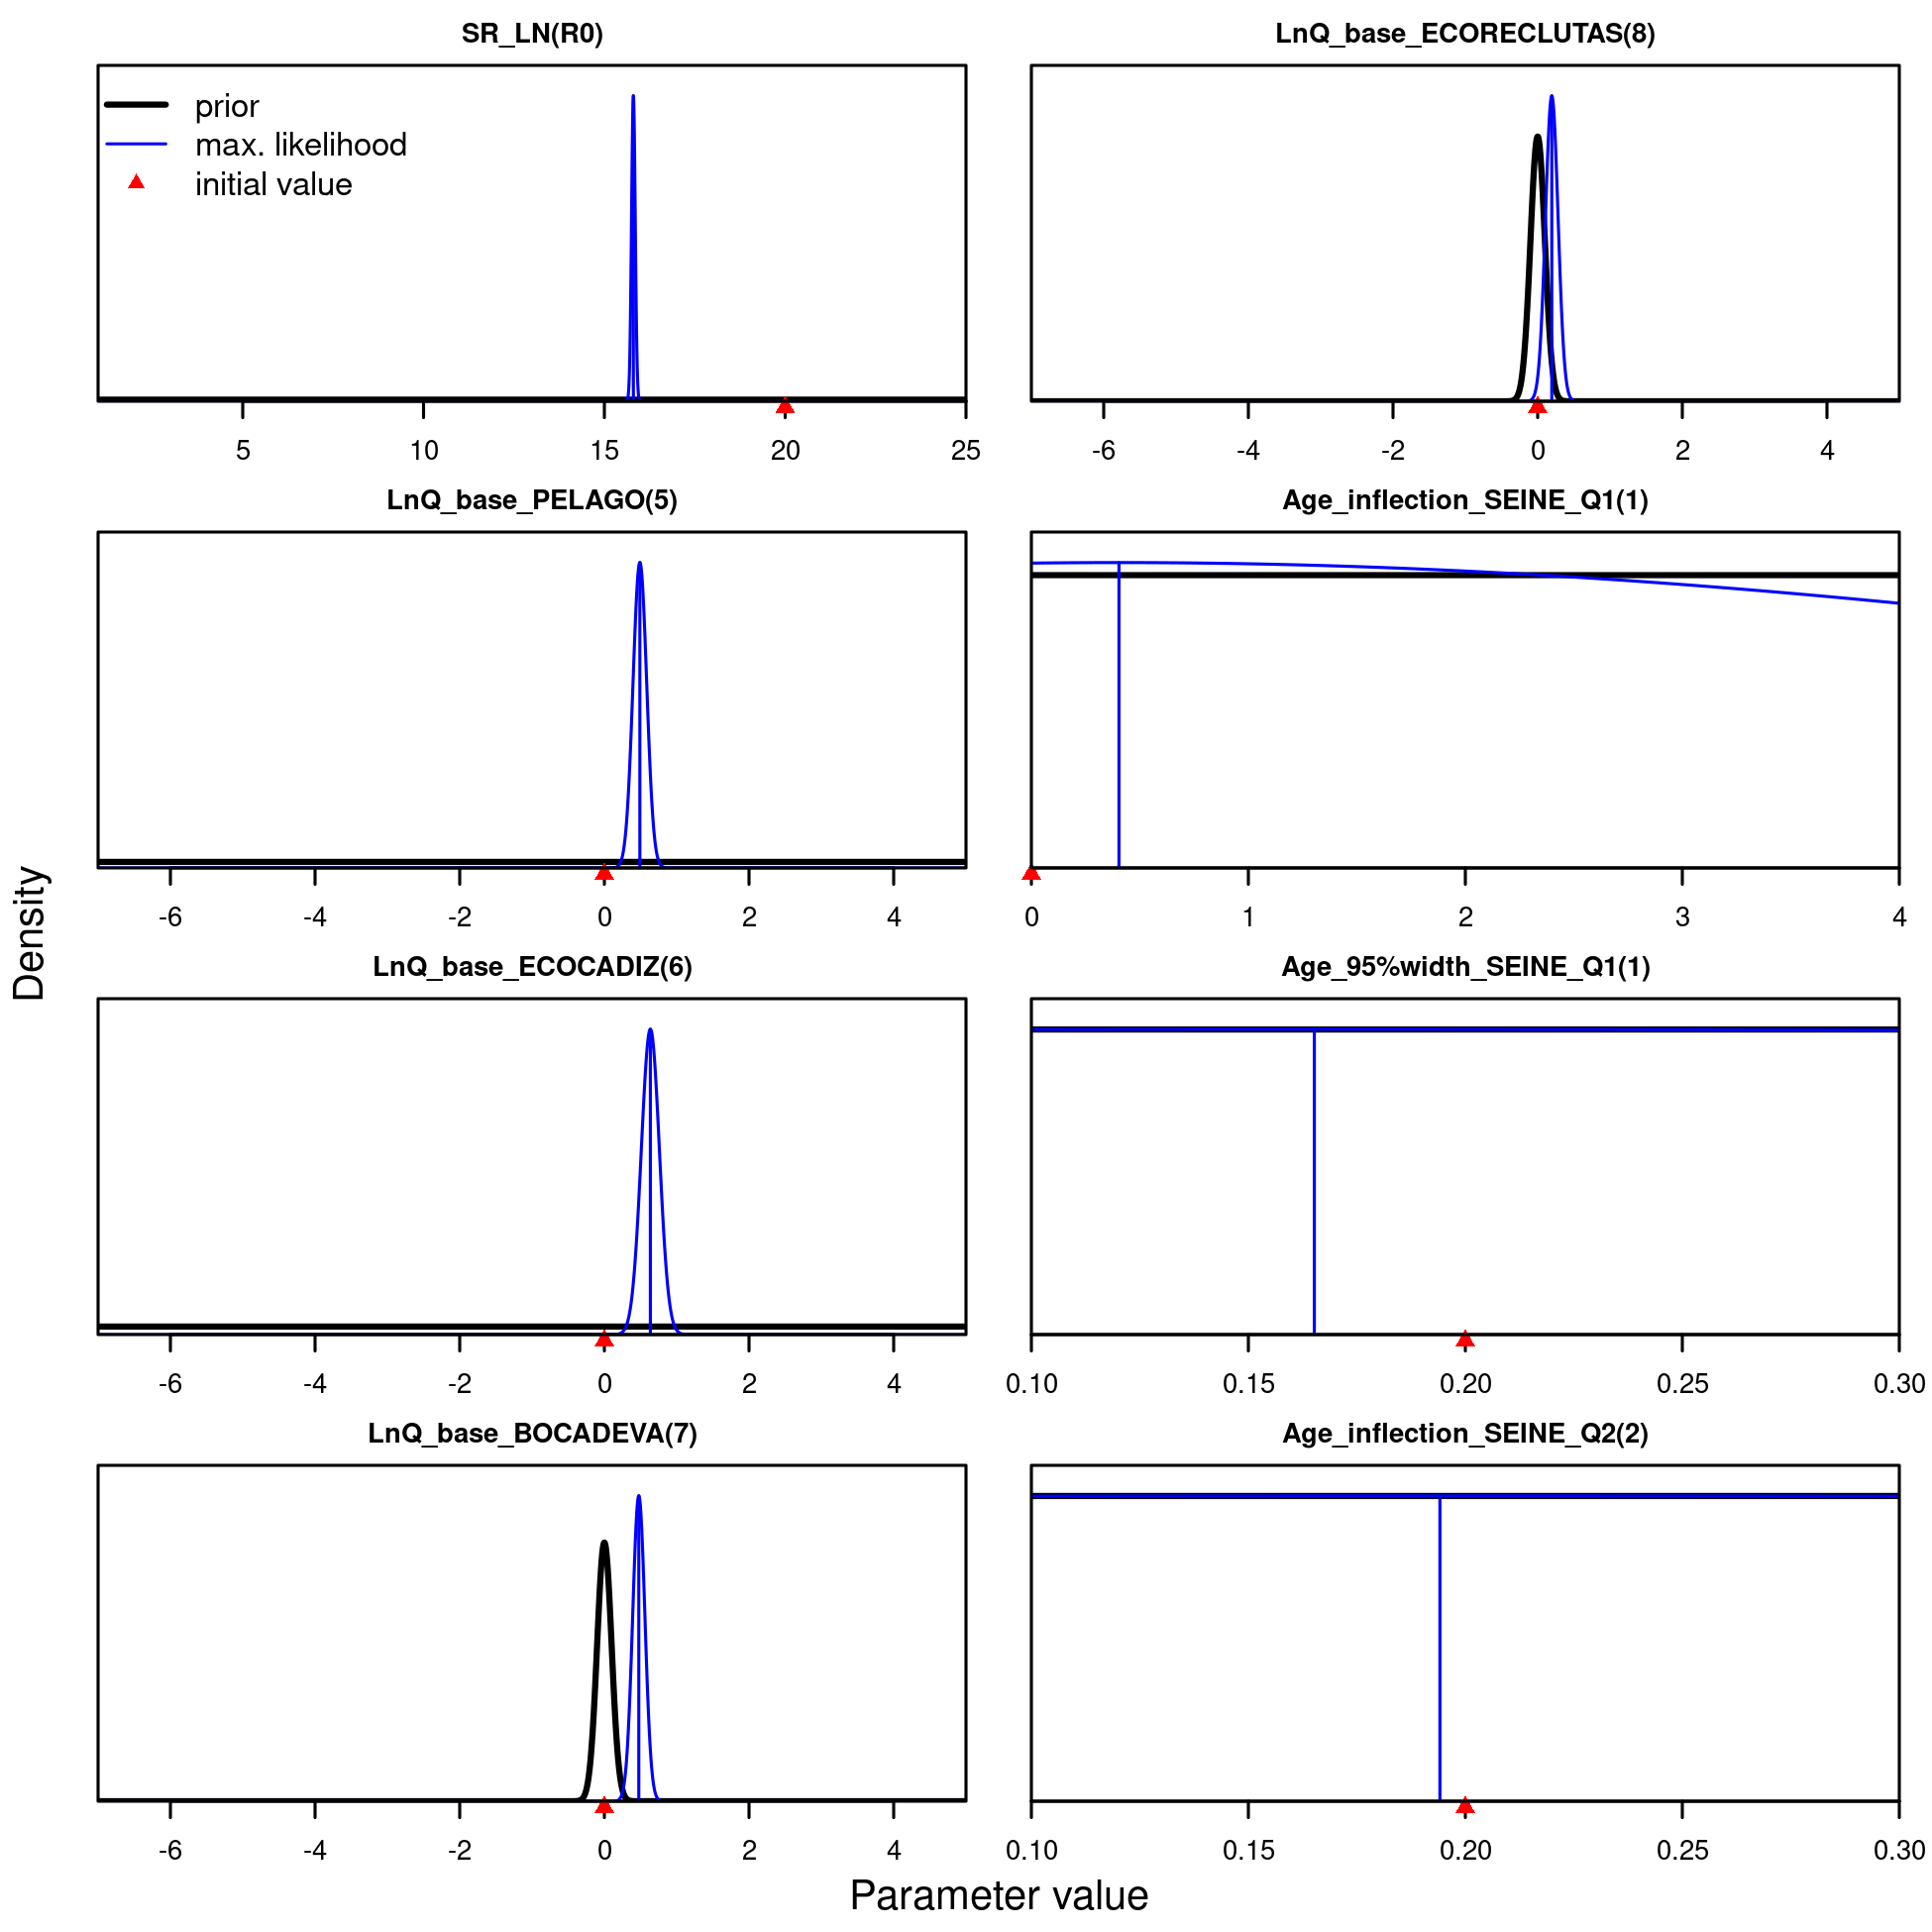 SR_LN(R0)
prior
max. likelihood
initial value
5 10 15 20 25
LnQ_base_ECORECLUTAS(8)
-6 -4 -2 0 2 4
LnQ_base_PELAGO(5)
-6 -4 -2 0 2 4
Age_inflection_SEINE_Q1(1)
0 1 2 3 4
LnQ_base_ECOCADIZ(6)
-6 -4 -2 0 2 4
Age_95%width_SEINE_Q1(1)
0.10 0.15 0.20 0.25 0.30
LnQ_base_BOCADEVA(7)
-6 -4 -2 0 2 4
Age_inflection_SEINE_Q2(2)
0.10 0.15 0.20 0.25 0.30
Density
Parameter value